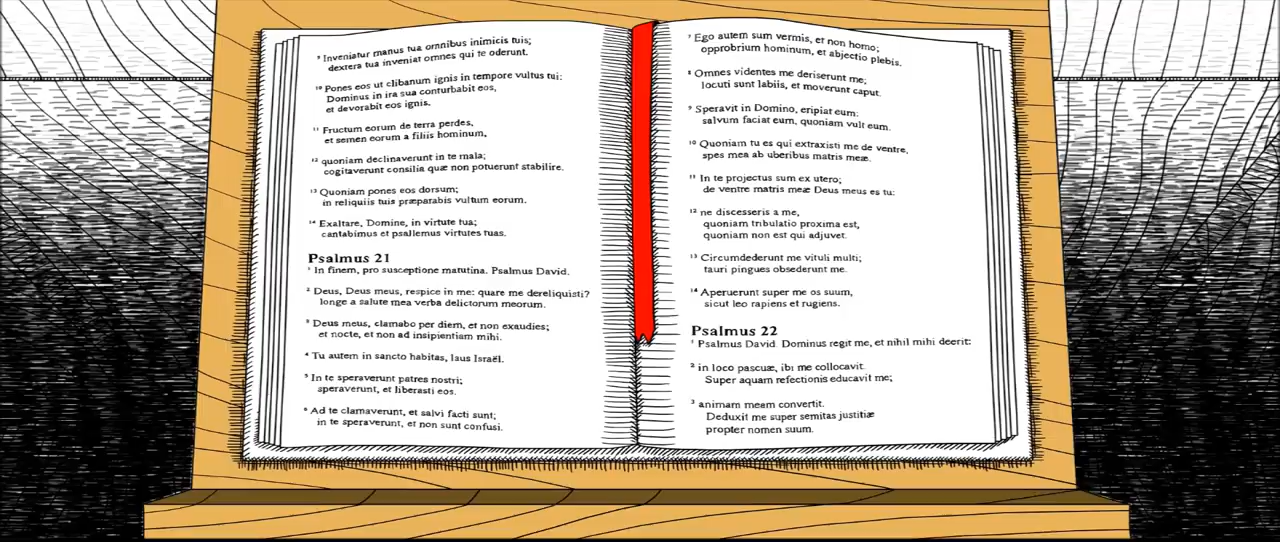 9 Inveniatur manus tua omnibus inimicis tuis;
dextera tua inveniat omnes qui te oderunt.
10 Pones eos ut clibanum ignis in tempore vultus tui:
Dominus in ira sua conturbabit eos,
et devorabit eos ignis.
11 Fructum eorum de terra perdes,
et semen eorum a filiis hominum,
12 quoniam declinaverunt in te mala;
cogitaverunt consilia quæ non potuerunt stabilire.
13 Quoniam pones eos dorsum;
in reliquiis tuis præparabis vultum eorum.
14 Exaltare, Domine, in virtute tua;
cantabimus et psallemus virtutes tuas.
Psalmus 21
1 In finem, pro susceptione matutina. Psalmus David.
2 Deus, Deus meus, respice in me: quare me dereliquisti?
longe a salute mea verba delictorum meorum.
3 Deus meus, clamabo per diem, et non exaudies;
et nocte, et non ad insipientiam mihi.
4 Tu autem in sancto habitas, laus Israël.
5 In te speraverunt patres nostri;
speraverunt, et liberasti eos.
6 Ad te clamaverunt, et salvi facti sunt;
in te speraverunt, et non sunt confusi.
7 Ego autem sum vermis, et non homo;
opprobrium hominum, et abjectio plebis.
8 Omnes videntes me deriserunt me;
locuti sunt labiis, et moverunt caput.
9 Speravit in Domino, eripiat eum:
salvum faciat eum, quoniam vult eum.
10 Quoniam tu es qui extraxisti me de ventre,
spes mea ab uberibus matris meæ.
11 In te projectus sum ex utero;
de ventre matris meæ Deus meus es tu:
12 ne discesseris a me,
quoniam tribulatio proxima est,
quoniam non est qui adjuvet.
13 Circumdederunt me vituli multi;
tauri pingues obsederunt me.
14 Aperuerunt super me os suum,
sicut leo rapiens et rugiens.
Psalmus 22
1 Psalmus David. Dominus regit me, et nihil mihi deerit:
2 in loco pascuæ, ibi me collocavit.
Super aquam refectionis educavit me;
3 animam meam convertit.
Deduxit me super semitas justitiæ
propter nomen suum.